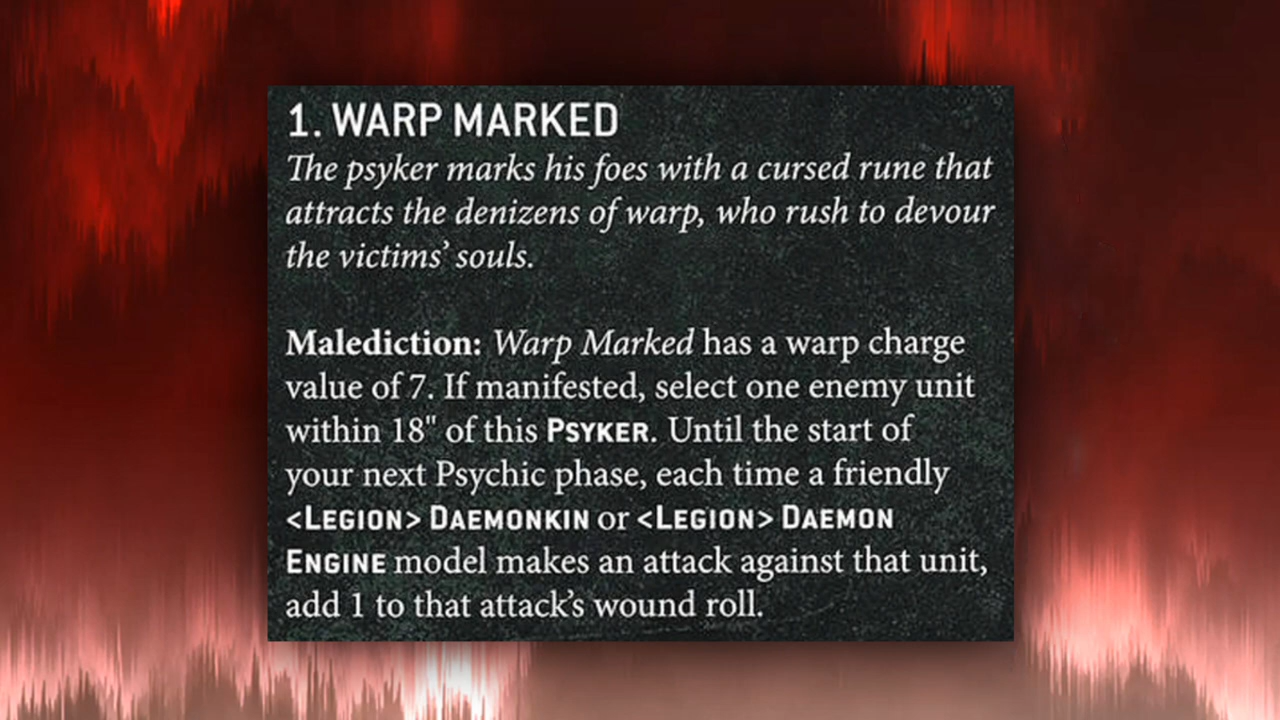 1. WARP MARKED
The psyker marks his foes with a cursed rune that
attracts the denizens of warp, who rush to devour
the victims’ souls.
Malediction: Warp Marked has a warp charge
value of 7. If manifested, select one enemy unit
within 18" of this PSYKER. Until the start of
your next Psychic phase, each time a friendly
<LEGION> DAEMONKIN or <LEGION> DAEMON
ENGINE model makes an attack against that unit,
add 1 to that attack’s wound roll.